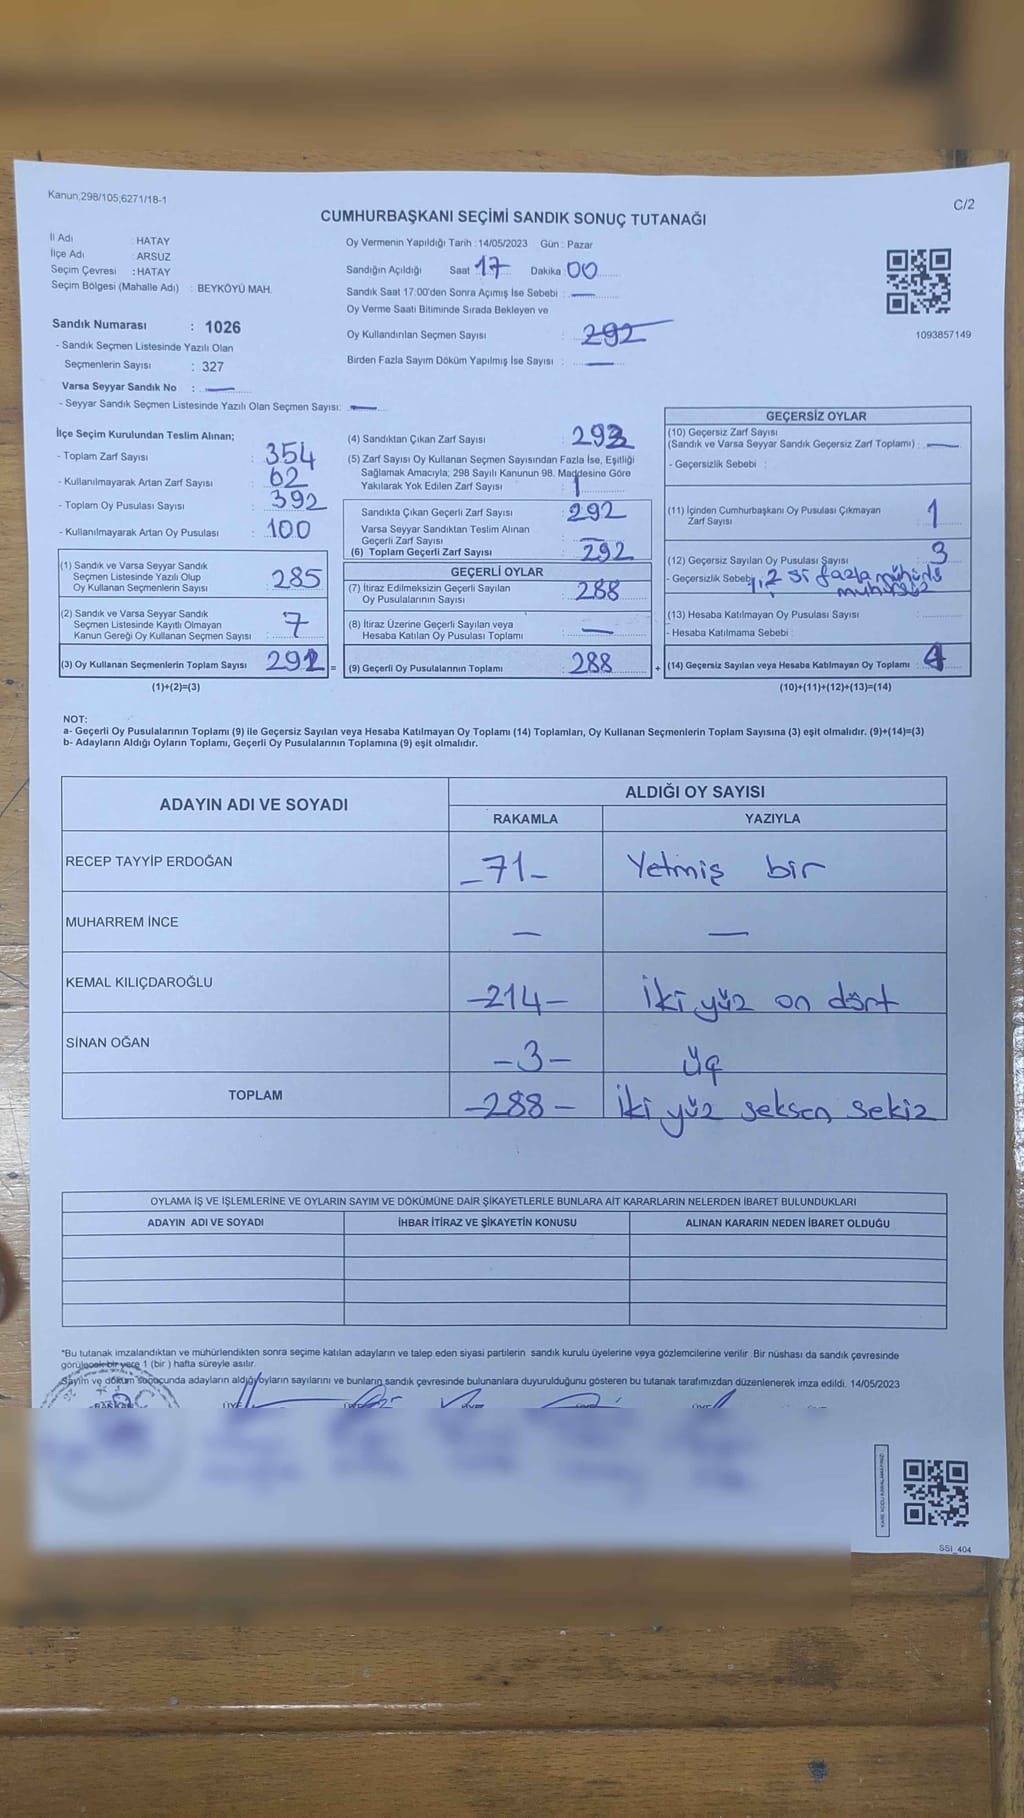 Kanun,298/105;6271/18-1
C/2
CUMHURBAŞKANI SEÇİMİ SANDIK SONUÇ TUTANAĞI
İl Adı : HATAY
İlçe Adı : ARSUZ
Seçim Çevresi : HATAY
Seçim Bölgesi (Mahalle Adı) : BEYKÖYÜ MAH.
Sandık Numarası : 1026
- Sandık Seçmen Listesinde Yazılı Olan
Seçmenlerin Sayısı : 327
Varsa Seyyar Sandık No : —
- Seyyar Sandık Seçmen Listesinde Yazılı Olan Seçmen Sayısı: —
Oy Vermenin Yapıldığı Tarih : 14/05/2023 Gün : Pazar
Sandığın Açıldığı Saat 17 Dakika 00
Sandık Saat 17:00'den Sonra Açımış İse Sebebi : —
Oy Verme Saati Bitiminde Sırada Bekleyen ve
Oy Kullandırılan Seçmen Sayısı : 292
Birden Fazla Sayım Döküm Yapılmış İse Sayısı : —
1093857149
İlçe Seçim Kurulundan Teslim Alınan;
- Toplam Zarf Sayısı : 354
- Kullanılmayarak Artan Zarf Sayısı : 62
- Toplam Oy Pusulası Sayısı : 392
- Kullanılmayarak Artan Oy Pusulası : 100
(1) Sandık ve Varsa Seyyar Sandık
Seçmen Listesinde Yazılı Olup
Oy Kullanan Seçmenlerin Sayısı : 285
(2) Sandık ve Varsa Seyyar Sandık
Seçmen Listesinde Kayıtlı Olmayan
Kanun Gereği Oy Kullanan Seçmen Sayısı : 7
(3) Oy Kullanan Seçmenlerin Toplam Sayısı : 292 =
(1)+(2)=(3)
(4) Sandıktan Çıkan Zarf Sayısı : 293
(5) Zarf Sayısı Oy Kullanan Seçmen Sayısından Fazla İse, Eşitliği
Sağlamak Amacıyla; 298 Sayılı Kanunun 98. Maddesine Göre
Yakılarak Yok Edilen Zarf Sayısı : 1
Sandıkta Çıkan Geçerli Zarf Sayısı : 292
Varsa Seyyar Sandıktan Teslim Alınan
Geçerli Zarf Sayısı : —
(6) Toplam Geçerli Zarf Sayısı : 292
GEÇERLİ OYLAR
(7) İtiraz Edilmeksizin Geçerli Sayılan
Oy Pusulalarının Sayısı : 288
(8) İtiraz Üzerine Geçerli Sayılan veya
Hesaba Katılan Oy Pusulası Toplamı : —
(9) Geçerli Oy Pusulalarının Toplamı : 288 +
GEÇERSİZ OYLAR
(10) Geçersiz Zarf Sayısı
(Sandık ve Varsa Seyyar Sandık Geçersiz Zarf Toplamı) : —
- Geçersizlik Sebebi :
(11) İçinden Cumhurbaşkanı Oy Pusulası Çıkmayan
Zarf Sayısı : 1
(12) Geçersiz Sayılan Oy Pusulası Sayısı : 3
- Geçersizlik Sebebi 1, 2 si fazla mühürlü
mühürsüz
(13) Hesaba Katılmayan Oy Pusulası Sayısı :
- Hesaba Katılmama Sebebi :
(14) Geçersiz Sayılan veya Hesaba Katılmayan Oy Toplamı : 4
(10)+(11)+(12)+(13)=(14)
NOT:
a- Geçerli Oy Pusulalarının Toplamı (9) ile Geçersiz Sayılan veya Hesaba Katılmayan Oy Toplamı (14) Toplamları, Oy Kullanan Seçmenlerin Toplam Sayısına (3) eşit olmalıdır. (9)+(14)=(3)
b- Adayların Aldığı Oyların Toplamı, Geçerli Oy Pusulalarının Toplamına (9) eşit olmalıdır.
ADAYIN ADI VE SOYADI ALDIĞI OY SAYISI
RAKAMLA YAZIYLA
RECEP TAYYİP ERDOĞAN -71- Yetmiş bir
MUHARREM İNCE — —
KEMAL KILIÇDAROĞLU -214- İki yüz on dört
SİNAN OĞAN -3- üç
TOPLAM -288- İki yüz seksen sekiz
OYLAMA İŞ VE İŞLEMLERİNE VE OYLARIN SAYIM VE DÖKÜMÜNE DAİR ŞİKAYETLERLE BUNLARA AİT KARARLARIN NELERDEN İBARET BULUNDUKLARI
ADAYIN ADI VE SOYADI İHBAR İTİRAZ VE ŞİKAYETİN KONUSU ALINAN KARARIN NEDEN İBARET OLDUĞU
*Bu tutanak imzalandıktan ve mühürlendikten sonra seçime katılan adayların ve talep eden siyasi partilerin sandık kurulu üyelerine veya gözlemcilerine verilir .Bir nüshası da sandık çevresinde
görülecek bir yere 1 (bir ) hafta süreyle asılır.
Sayım ve döküm sonucunda adayların aldığı oyların sayılarını ve bunların sandık çevresinde bulunanlara duyurulduğunu gösteren bu tutanak tarafımızdan düzenlenerek imza edildi. 14/05/2023
SSI_404